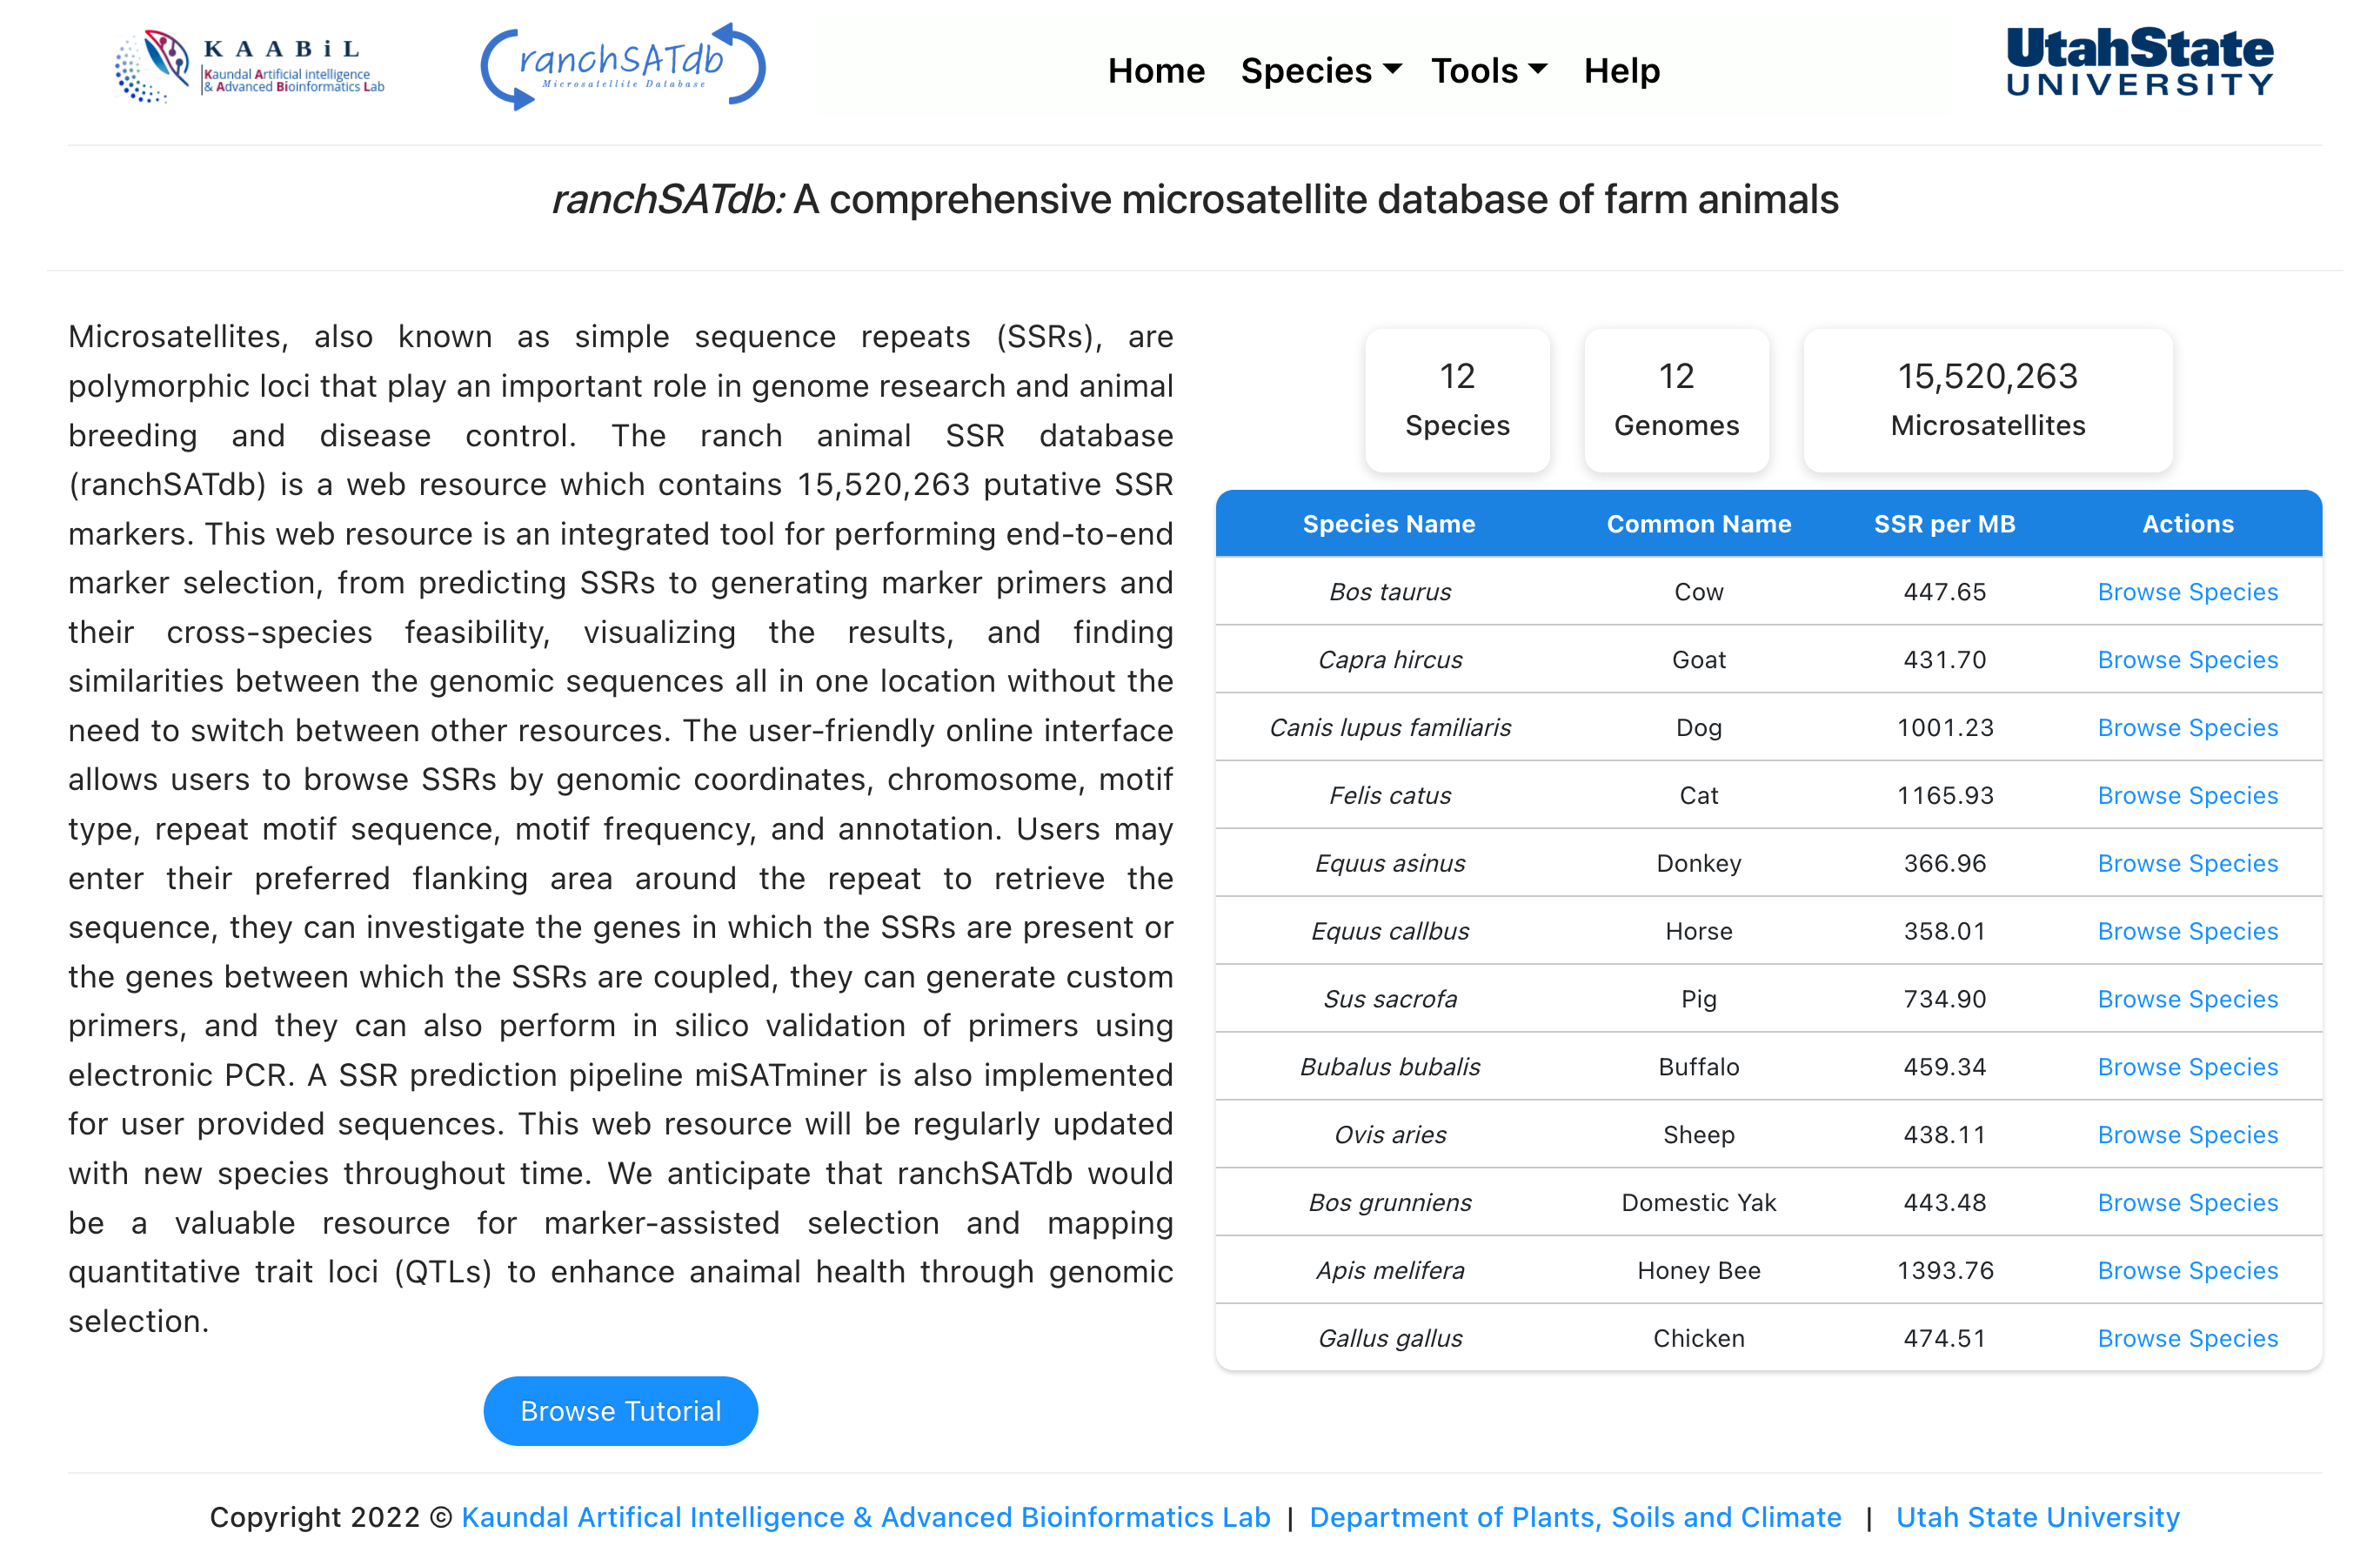 KAABiL
Kaundal Artificial intelligence
& Advanced Bioinformatics Lab
ranchSATdb
Microsatellite Database
Home Species Tools Help
UtahState
UNIVERSITY
ranchSATdb: A comprehensive microsatellite database of farm animals
Microsatellites, also known as simple sequence repeats (SSRs), are
polymorphic loci that play an important role in genome research and animal
breeding and disease control. The ranch animal SSR database
(ranchSATdb) is a web resource which contains 15,520,263 putative SSR
markers. This web resource is an integrated tool for performing end-to-end
marker selection, from predicting SSRs to generating marker primers and
their cross-species feasibility, visualizing the results, and finding
similarities between the genomic sequences all in one location without the
need to switch between other resources. The user-friendly online interface
allows users to browse SSRs by genomic coordinates, chromosome, motif
type, repeat motif sequence, motif frequency, and annotation. Users may
enter their preferred flanking area around the repeat to retrieve the
sequence, they can investigate the genes in which the SSRs are present or
the genes between which the SSRs are coupled, they can generate custom
primers, and they can also perform in silico validation of primers using
electronic PCR. A SSR prediction pipeline miSATminer is also implemented
for user provided sequences. This web resource will be regularly updated
with new species throughout time. We anticipate that ranchSATdb would
be a valuable resource for marker-assisted selection and mapping
quantitative trait loci (QTLs) to enhance anaimal health through genomic
selection.
Browse Tutorial
12
Species
12
Genomes
15,520,263
Microsatellites
Species Name Common Name SSR per MB Actions
Bos taurus Cow 447.65 Browse Species
Capra hircus Goat 431.70 Browse Species
Canis lupus familiaris Dog 1001.23 Browse Species
Felis catus Cat 1165.93 Browse Species
Equus asinus Donkey 366.96 Browse Species
Equus callbus Horse 358.01 Browse Species
Sus sacrofa Pig 734.90 Browse Species
Bubalus bubalis Buffalo 459.34 Browse Species
Ovis aries Sheep 438.11 Browse Species
Bos grunniens Domestic Yak 443.48 Browse Species
Apis melifera Honey Bee 1393.76 Browse Species
Gallus gallus Chicken 474.51 Browse Species
Copyright 2022 © Kaundal Artifical Intelligence & Advanced Bioinformatics Lab | Department of Plants, Soils and Climate | Utah State University